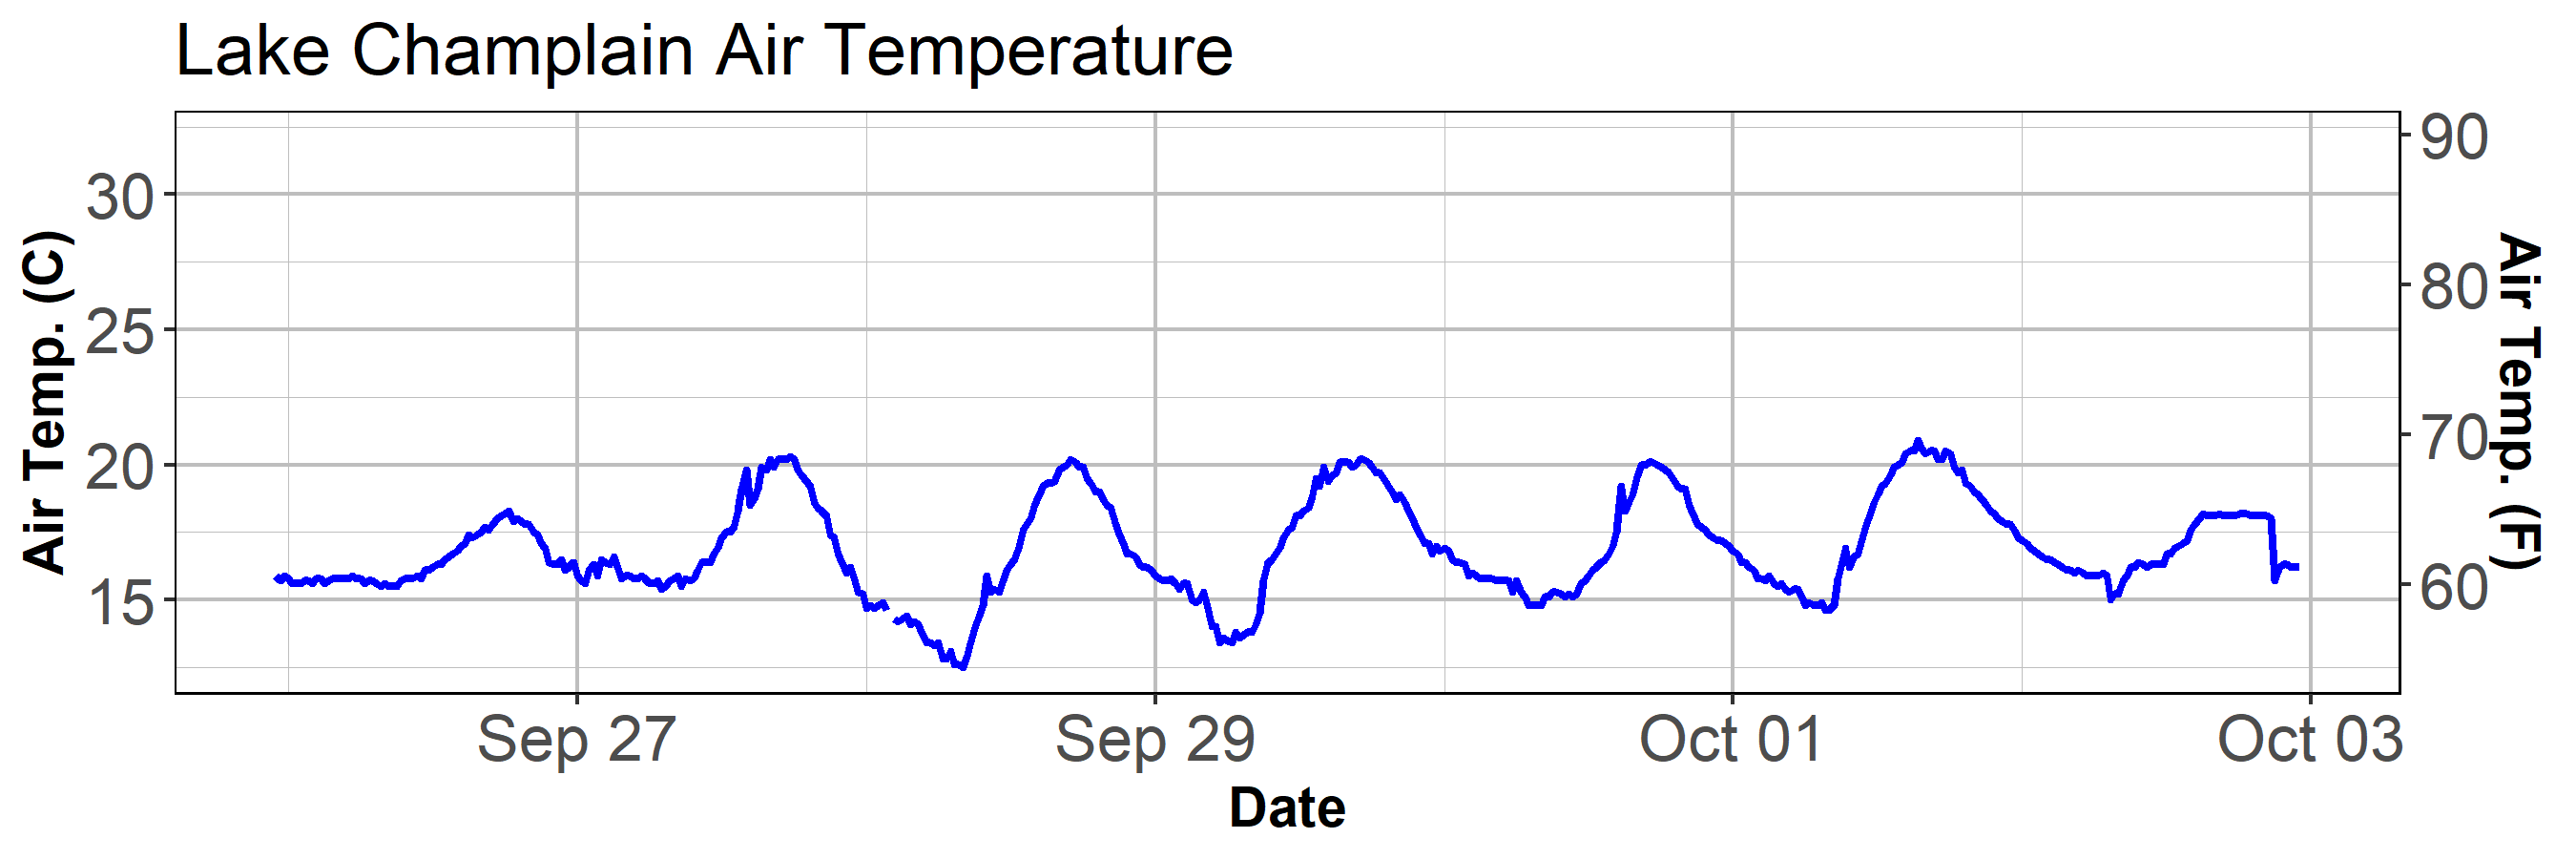 Lake Champlain Air Temperature
Air Temp. (C)
30
25
20
15
90
80
70
60
Air Temp. (F)
Sep 27
Sep 29
Oct 01
Oct 03
Date